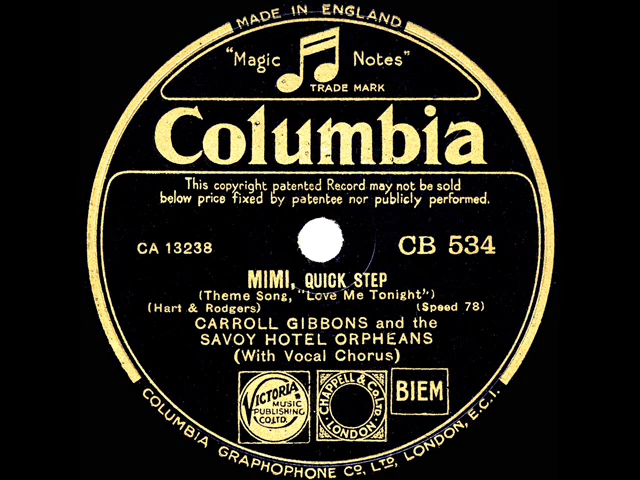 MADE IN ENGLAND
"Magic Notes"
TRADE MARK
Columbia
This copyright patented Record may not be sold
below price fixed by patentee nor publicly performed.
CA 13238
CB 534
MIMI, QUICK STEP
(Theme Song, "Love Me Tonight")
(Hart & Rodgers) (Speed 78)
CARROLL GIBBONS and the
SAVOY HOTEL ORPHEANS
(With Vocal Chorus)
VICTORIA
MUSIC
PUBLISHING
CO. LTD.
CHAPPELL & CO. LTD.
LONDON
BIEM
COLUMBIA GRAPHOPHONE CO., LTD, LONDON, E.C.1.